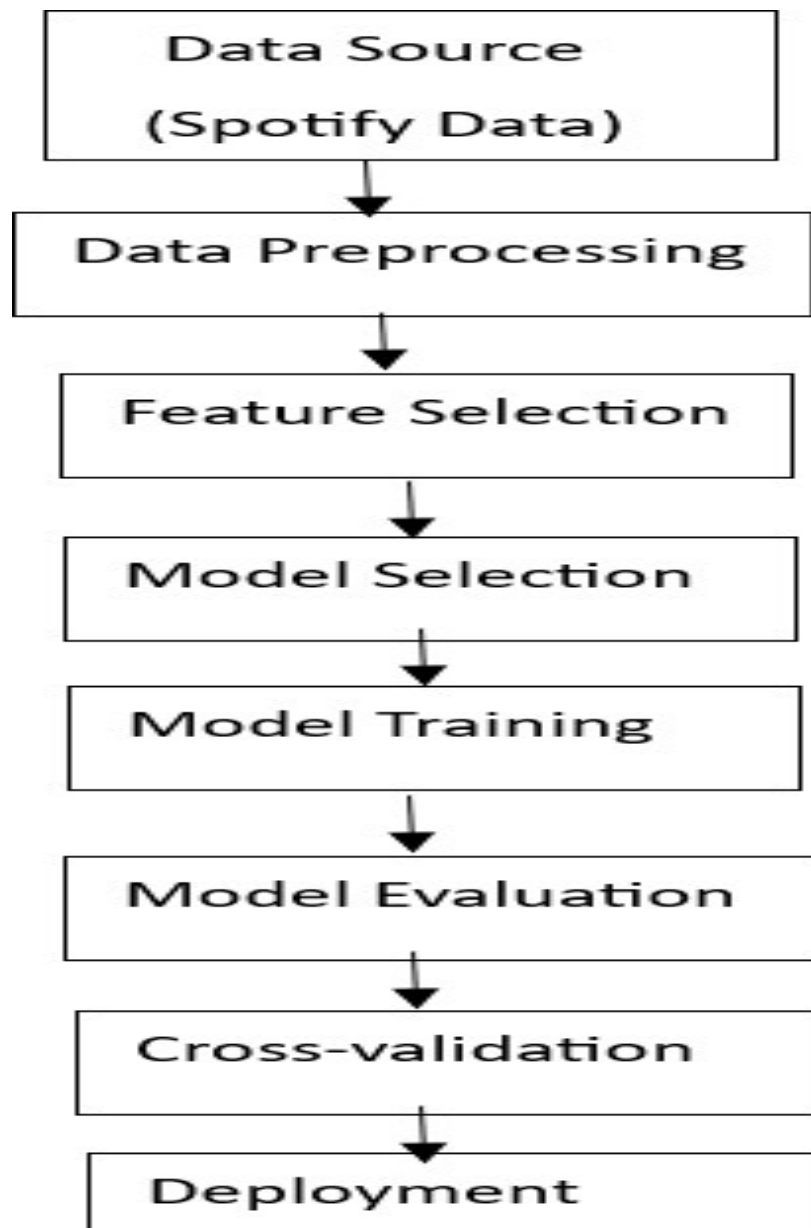 Data Source
(Spotify Data)
Data Preprocessing
Feature Selection
Model Selection
Model Training
Model Evaluation
Cross-validation
Deployment